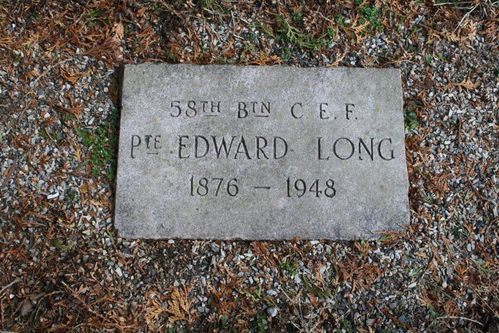 58TH BTN C E. F.
PTE EDWARD LONG
1876 - 1948